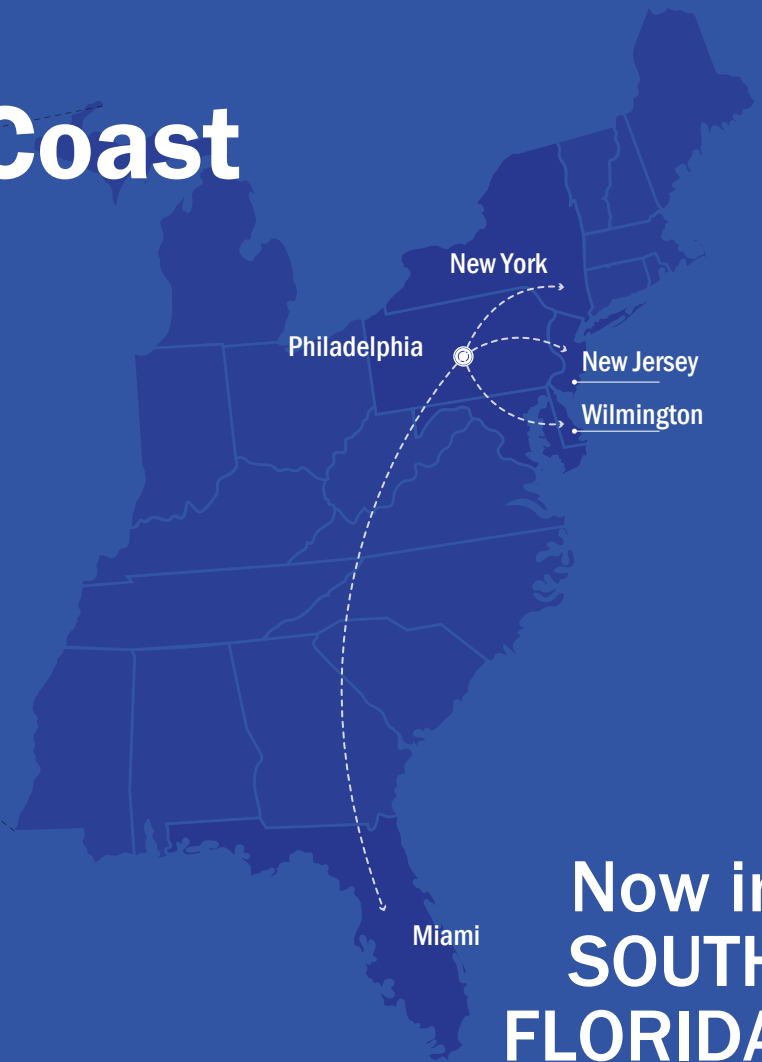 Coast
New York
Philadelphia
New Jersey
Wilmington
Miami
Now in
SOUTH
FLORIDA